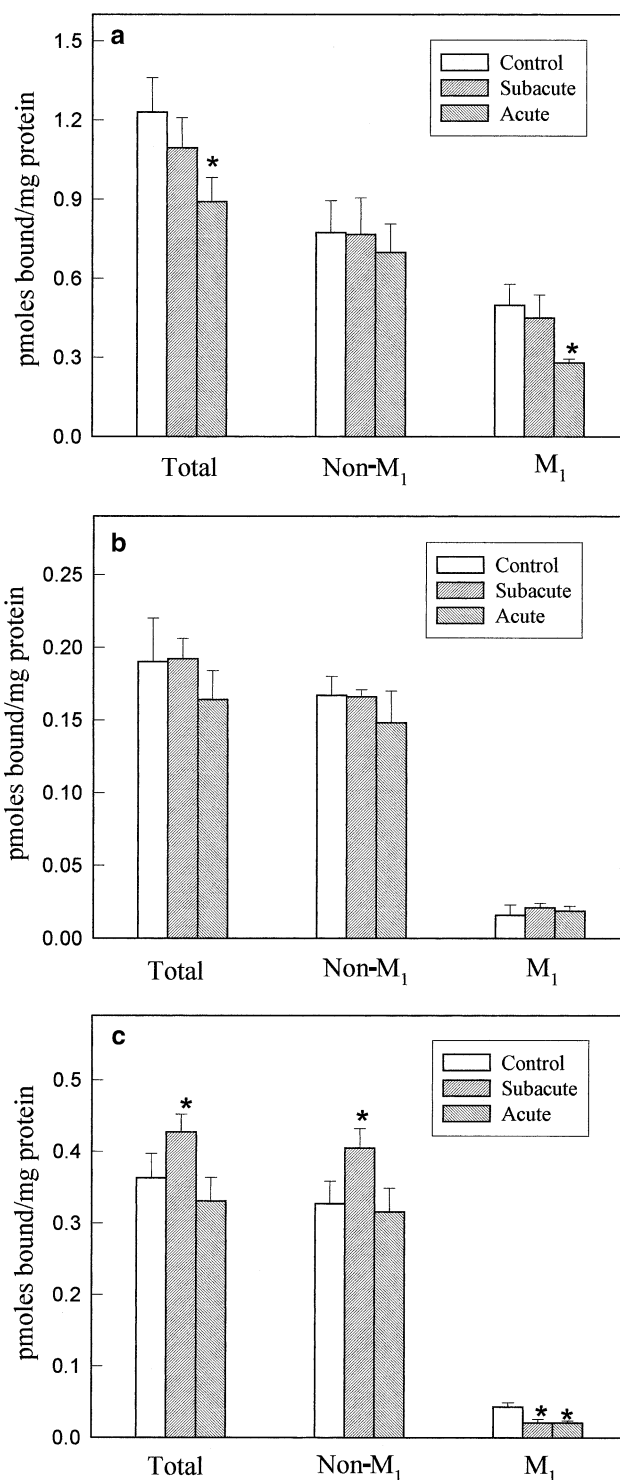 a
1.5
1.2
0.9
0.6
0.3
0.0
pmoles bound/mg protein
Control
Subacute
Acute
*
*
Total Non-M₁ M₁
b
0.25
0.20
0.15
0.10
0.05
0.00
pmoles bound/mg protein
Control
Subacute
Acute
Total Non-M₁ M₁
c
0.5
0.4
0.3
0.2
0.1
0.0
pmoles bound/mg protein
Control
Subacute
Acute
*
*
* *
Total Non-M₁ M₁